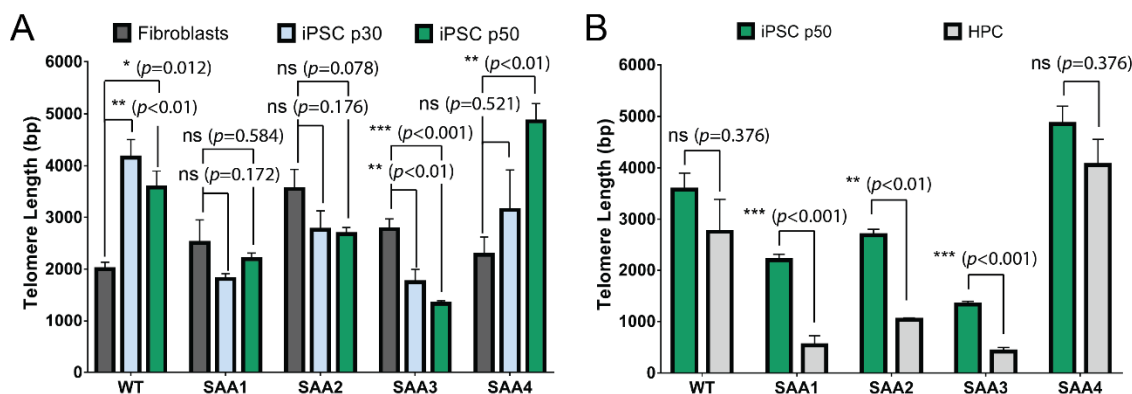 A
Fibroblasts
iPSC p30
iPSC p50
Telomere Length (bp)
6000
5000
4000
3000
2000
1000
0
* (p=0.012)
** (p<0.01)
ns (p=0.584)
ns (p=0.172)
ns (p=0.078)
ns (p=0.176)
*** (p<0.001)
** (p<0.01)
** (p<0.01)
ns (p=0.521)
WT
SAA1
SAA2
SAA3
SAA4
B
iPSC p50
HPC
Telomere Length (bp)
6000
5000
4000
3000
2000
1000
0
ns (p=0.376)
*** (p<0.001)
** (p<0.01)
*** (p<0.001)
ns (p=0.376)
WT
SAA1
SAA2
SAA3
SAA4